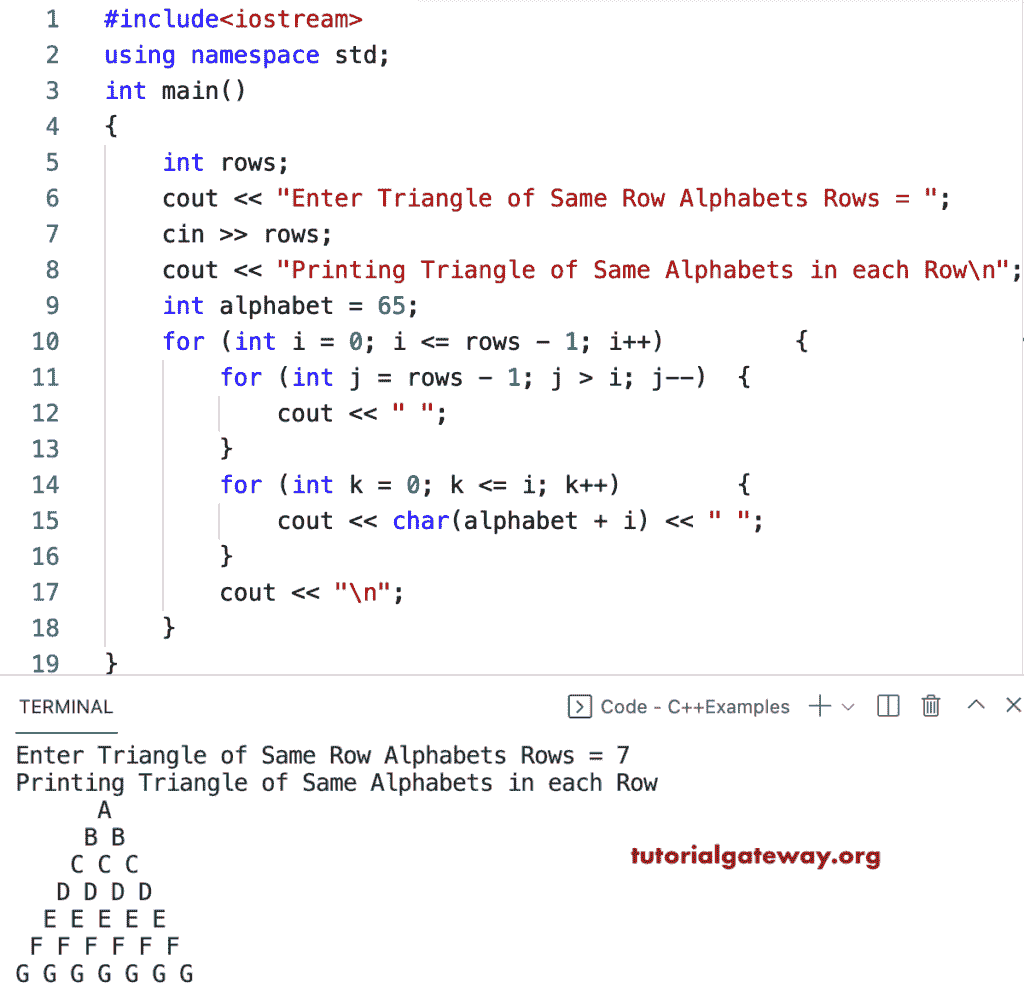 1 #include<iostream>
2 using namespace std;
3 int main()
4 {
5     int rows;
6     cout << "Enter Triangle of Same Row Alphabets Rows = ";
7     cin >> rows;
8     cout << "Printing Triangle of Same Alphabets in each Row\n";
9     int alphabet = 65;
10     for (int i = 0; i <= rows - 1; i++)         {
11         for (int j = rows - 1; j > i; j--)  {
12             cout << " ";
13         }
14         for (int k = 0; k <= i; k++)        {
15             cout << char(alphabet + i) << " ";
16         }
17         cout << "\n";
18     }
19 }
TERMINAL Code - C++Examples
Enter Triangle of Same Row Alphabets Rows = 7
Printing Triangle of Same Alphabets in each Row
      A
     B B
    C C C
   D D D D
  E E E E E
 F F F F F F
G G G G G G G
tutorialgateway.org